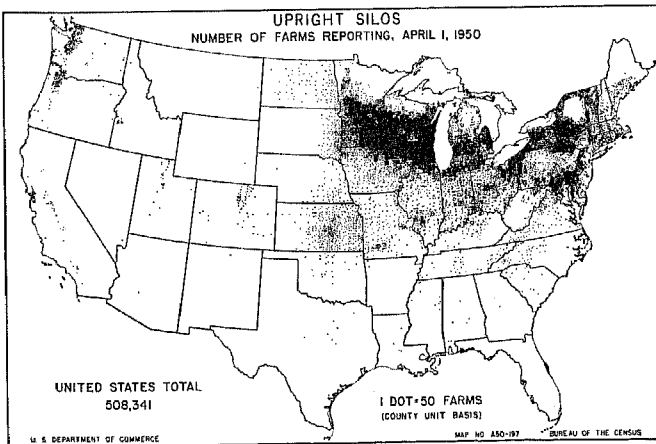 UPRIGHT SILOS
NUMBER OF FARMS REPORTING, APRIL 1, 1950
UNITED STATES TOTAL
508,341
1 DOT=50 FARMS
(COUNTY UNIT BASIS)
U. S. DEPARTMENT OF COMMERCE
MAP NO A50-197
BUREAU OF THE CENSUS